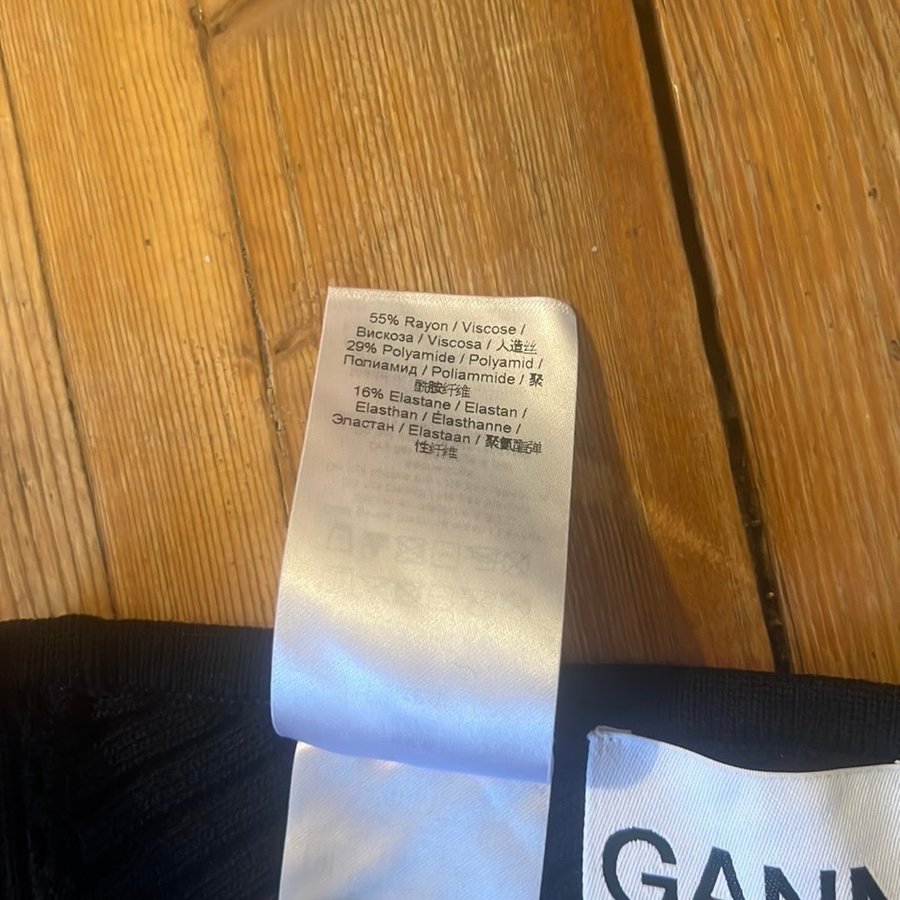 55% Rayon / Viscose /
Вискоза / Viscosa / 人造丝
29% Polyamide / Polyamid /
Полиамид / Poliammide / 聚
酰胺纤维
16% Elastane / Elastan /
Elasthan / Élasthanne /
Эластан / Elastaan / 聚氨酯弹
性纤维
GANN